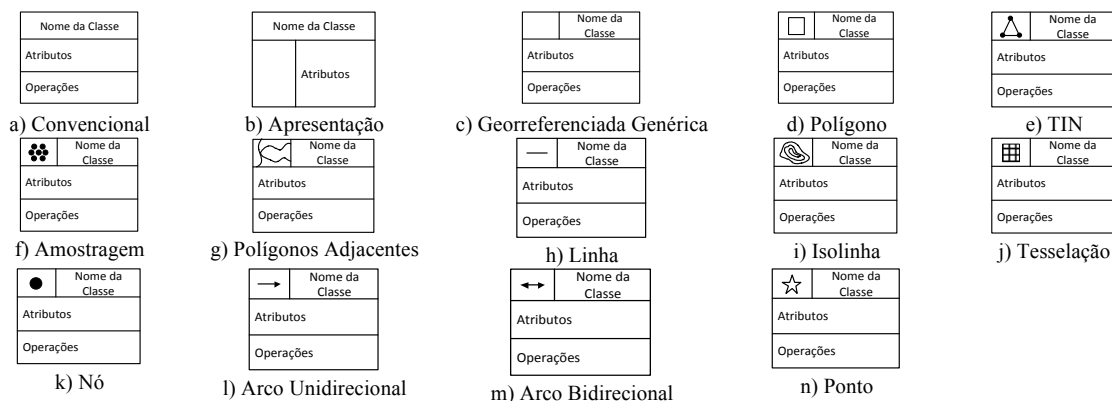 Nome da Classe
Atributos
Operações
a) Convencional
Nome da Classe
Atributos
b) Apresentação
Nome da
Classe
Atributos
Operações
c) Georreferenciada Genérica
Nome da
Classe
Atributos
Operações
d) Polígono
Nome da
Classe
Atributos
Operações
e) TIN
Nome da
Classe
Atributos
Operações
f) Amostragem
Nome da
Classe
Atributos
Operações
g) Polígonos Adjacentes
Nome da
Classe
Atributos
Operações
h) Linha
Nome da
Classe
Atributos
Operações
i) Isolinha
Nome da
Classe
Atributos
Operações
j) Tesselação
Nome da
Classe
Atributos
Operações
k) Nó
Nome da
Classe
Atributos
Operações
l) Arco Unidirecional
Nome da
Classe
Atributos
Operações
m) Arco Bidirecional
Nome da
Classe
Atributos
Operações
n) Ponto